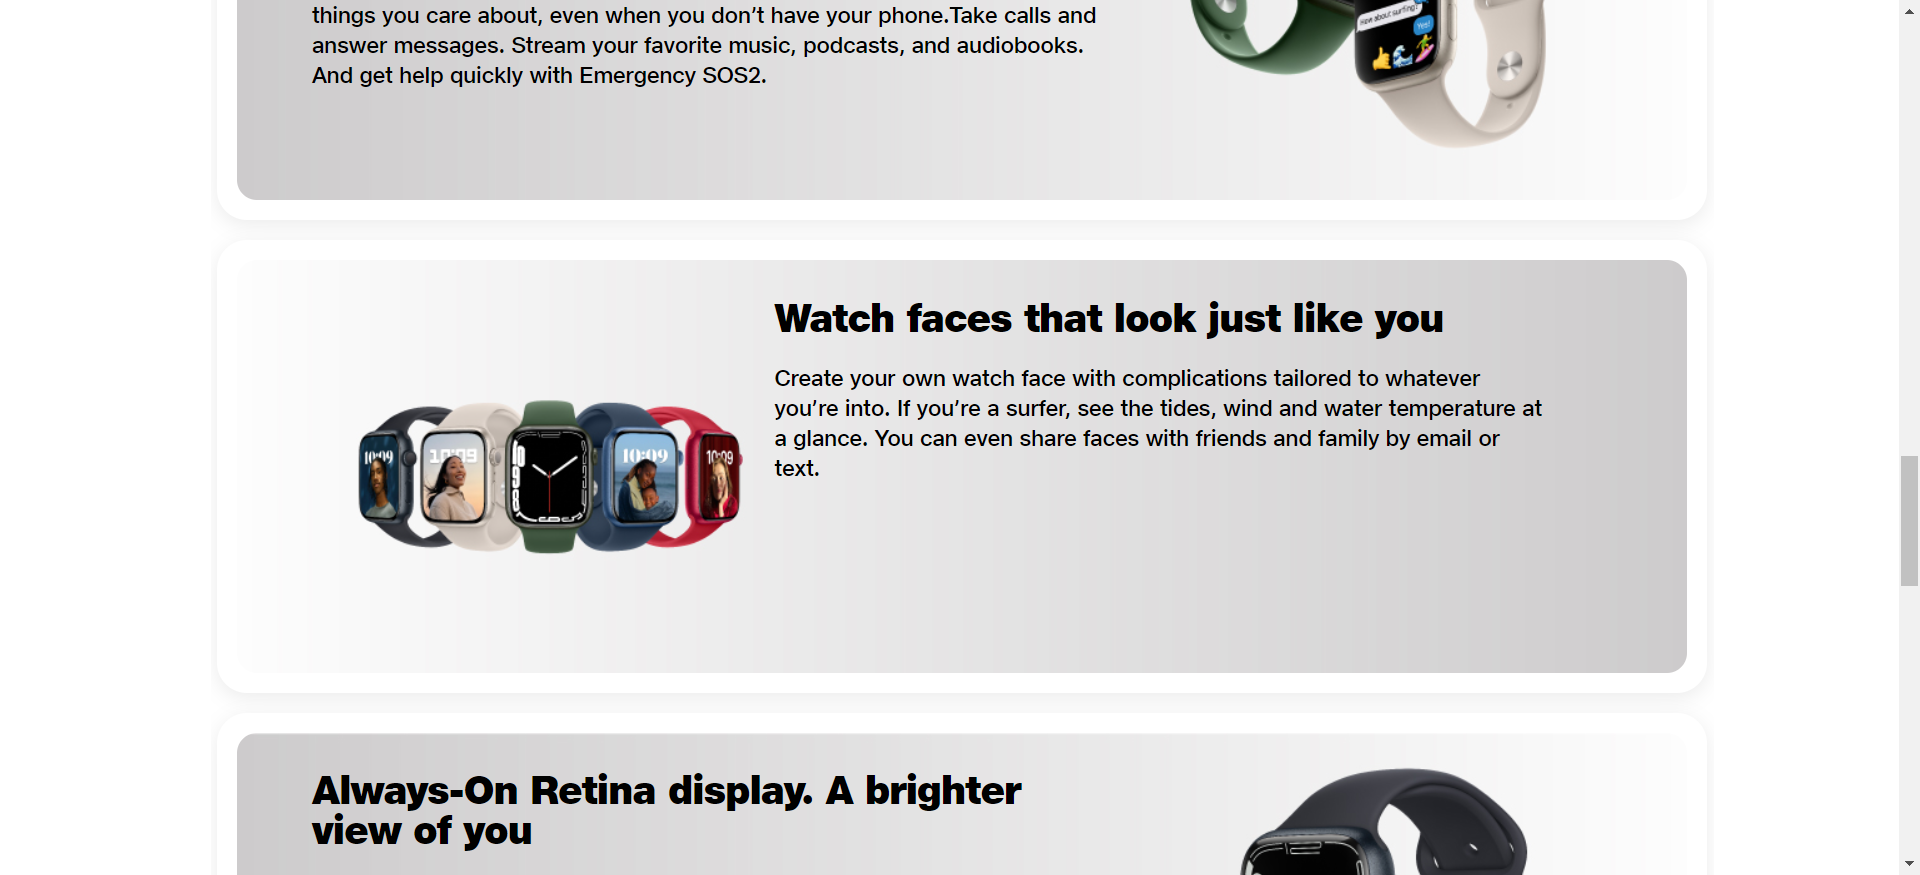 things you care about, even when you don’t have your phone.Take calls and
answer messages. Stream your favorite music, podcasts, and audiobooks.
And get help quickly with Emergency SOS2.
How about surfing?
Yes!
Watch faces that look just like you
Create your own watch face with complications tailored to whatever
you’re into. If you’re a surfer, see the tides, wind and water temperature at
a glance. You can even share faces with friends and family by email or
text.
10:09
10:09
10:09
10:09
Always-On Retina display. A brighter
view of you
12